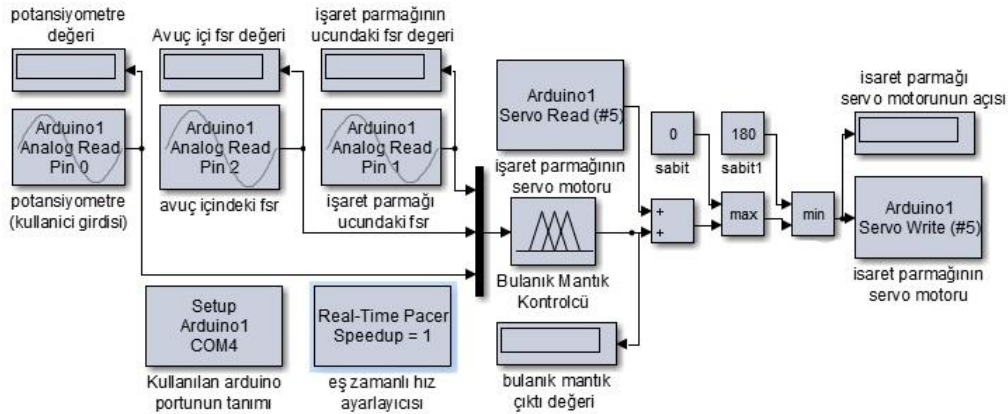 potansiyometre
değeri
Avuç içi fsr değeri
işaret parmağının
ucundaki fsr degeri
Arduino1
Analog Read
Pin 0
potansiyometre
(kullanici girdisi)
Arduino1
Analog Read
Pin 2
avuç içindeki fsr
Arduino1
Analog Read
Pin 1
işaret parmağı
ucundaki fsr
Arduino1
Servo Read (#5)
işaret parmağının
servo motoru
0
sabit
180
sabit1
isaret parmağı
servo motorunun açısı
+
+
max
min
Arduino1
Servo Write (#5)
isaret parmağının
servo motoru
Bulanık Mantık
Kontrolcü
Setup
Arduino1
COM4
Kullanılan arduino
portunun tanımı
Real-Time Pacer
Speedup = 1
eş zamanlı hız
ayarlayıcısı
bulanık mantık
çıktı değeri